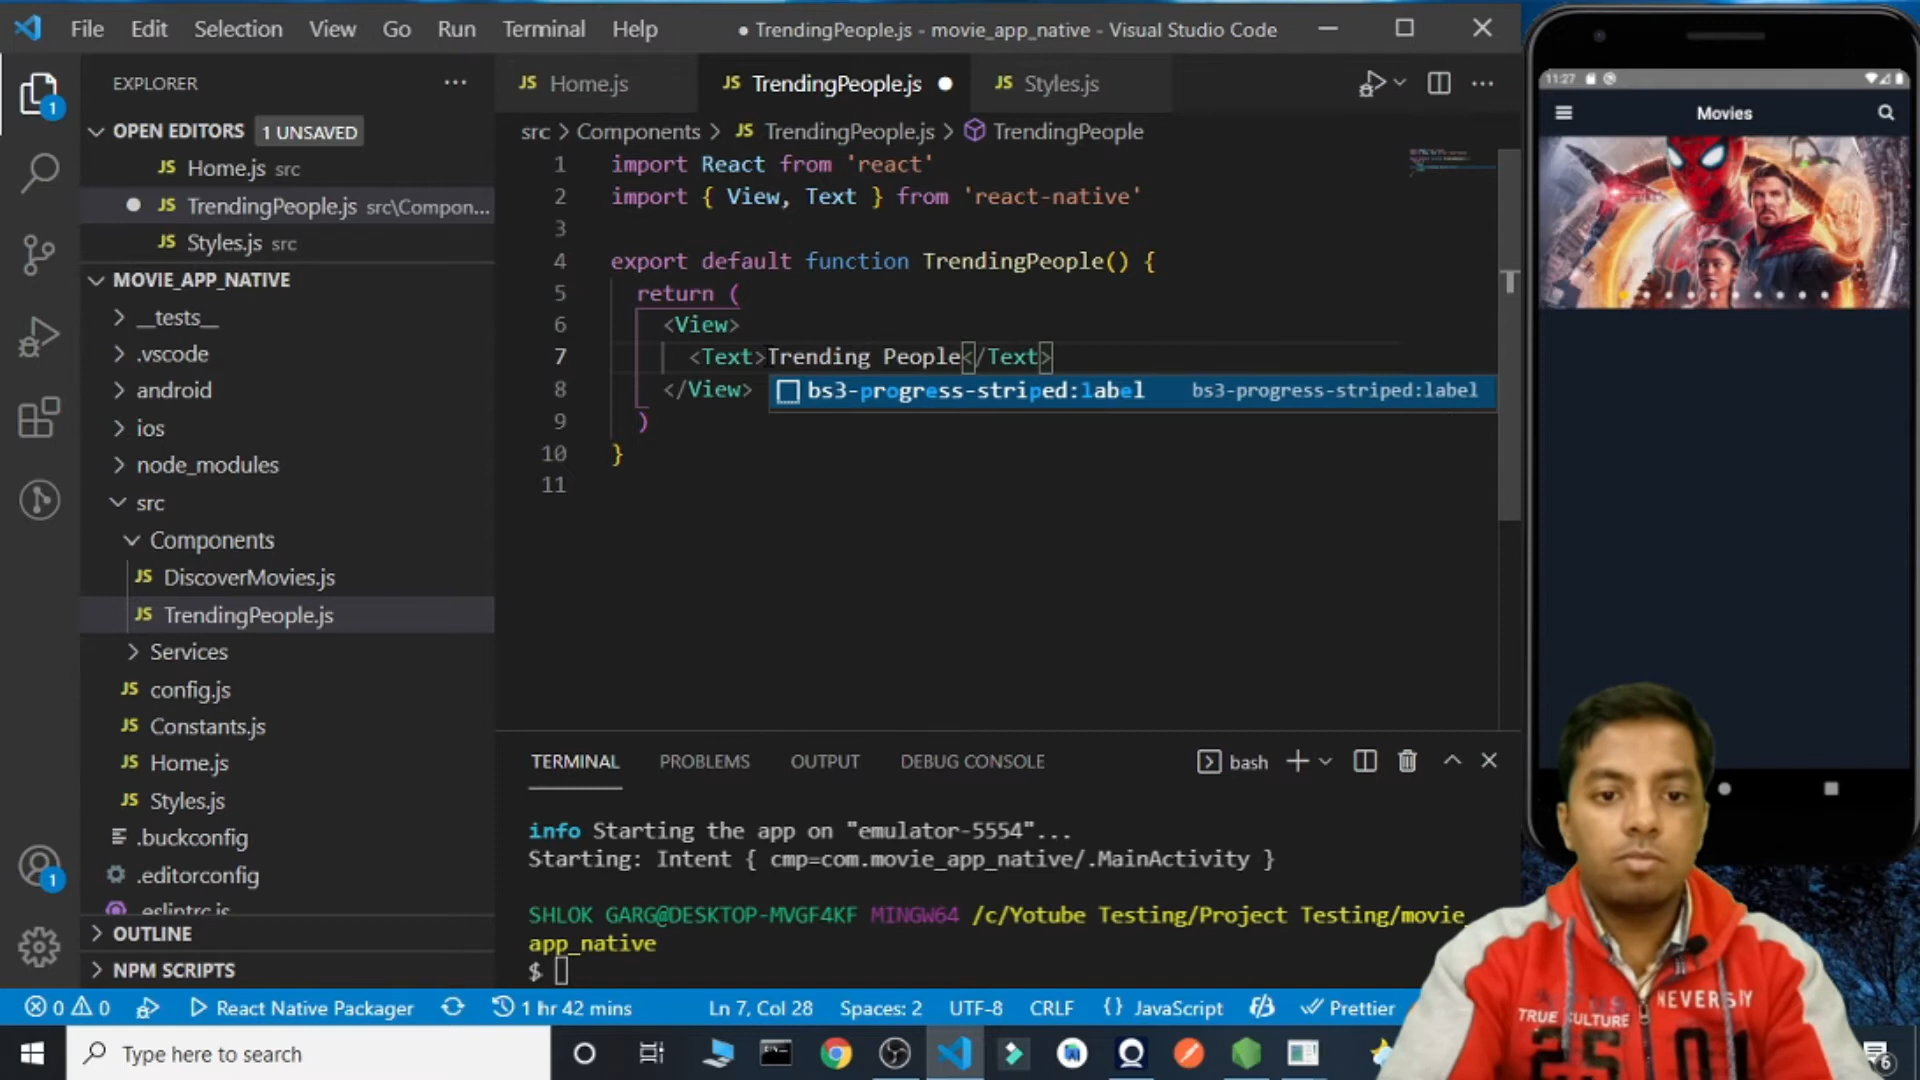 File Edit Selection View Go Run Terminal Help
● TrendingPeople.js - movie_app_native - Visual Studio Code
EXPLORER
OPEN EDITORS 1 UNSAVED
JS Home.js src
JS TrendingPeople.js src\Compon...
JS Styles.js src
MOVIE_APP_NATIVE
__tests__
.vscode
android
ios
node_modules
src
Components
JS DiscoverMovies.js
JS TrendingPeople.js
Services
JS config.js
JS Constants.js
JS Home.js
JS Styles.js
.buckconfig
.editorconfig
.eslintrc.js
OUTLINE
NPM SCRIPTS
1
1
JS Home.js
JS TrendingPeople.js
JS Styles.js
src > Components > JS TrendingPeople.js > TrendingPeople
1 import React from 'react'
2 import { View, Text } from 'react-native'
3
4 export default function TrendingPeople() {
5 return (
6 <View>
7 <Text>Trending People</Text>
8 </View>
bs3-progress-striped:label bs3-progress-striped:label
9 )
10 }
11
TERMINAL PROBLEMS OUTPUT DEBUG CONSOLE
bash
info Starting the app on "emulator-5554"...
Starting: Intent { cmp=com.movie_app_native/.MainActivity }
SHLOK GARG@DESKTOP-MVGF4KF MINGW64 /c/Yotube Testing/Project Testing/movie_
app_native
$
0 0 React Native Packager 1 hr 42 mins Ln 7, Col 28 Spaces: 2 UTF-8 CRLF {} JavaScript Prettier
Type here to search
6
11:27
Movies
TRUE CULTURE